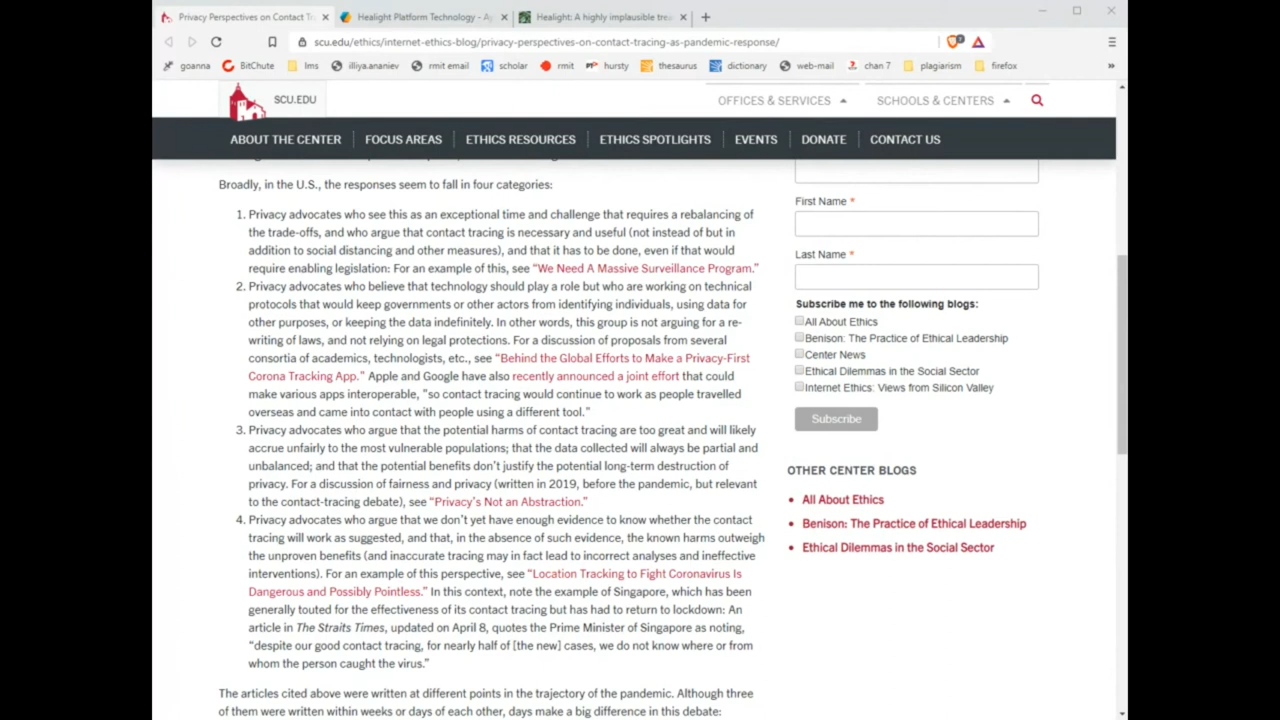 Privacy Perspectives on Contact Tr
Healight Platform Technology - Ap
Healight: A highly implausible trea
scu.edu/ethics/internet-ethics-blog/privacy-perspectives-on-contact-tracing-as-pandemic-response/
goanna
BitChute
lms
illiya.ananiev
rmit email
scholar
rmit
hursty
thesaurus
dictionary
web-mail
chan 7
plagiarism
firefox
SCU.EDU
OFFICES & SERVICES
SCHOOLS & CENTERS
ABOUT THE CENTER
FOCUS AREAS
ETHICS RESOURCES
ETHICS SPOTLIGHTS
EVENTS
DONATE
CONTACT US
Broadly, in the U.S., the responses seem to fall in four categories:
1. Privacy advocates who see this as an exceptional time and challenge that requires a rebalancing of
the trade-offs, and who argue that contact tracing is necessary and useful (not instead of but in
addition to social distancing and other measures), and that it has to be done, even if that would
require enabling legislation: For an example of this, see “We Need A Massive Surveillance Program.”
2. Privacy advocates who believe that technology should play a role but who are working on technical
protocols that would keep governments or other actors from identifying individuals, using data for
other purposes, or keeping the data indefinitely. In other words, this group is not arguing for a re-
writing of laws, and not relying on legal protections. For a discussion of proposals from several
consortia of academics, technologists, etc., see “Behind the Global Efforts to Make a Privacy-First
Corona Tracking App.” Apple and Google have also recently announced a joint effort that could
make various apps interoperable, "so contact tracing would continue to work as people travelled
overseas and came into contact with people using a different tool."
3. Privacy advocates who argue that the potential harms of contact tracing are too great and will likely
accrue unfairly to the most vulnerable populations; that the data collected will always be partial and
unbalanced; and that the potential benefits don’t justify the potential long-term destruction of
privacy. For a discussion of fairness and privacy (written in 2019, before the pandemic, but relevant
to the contact-tracing debate), see “Privacy’s Not an Abstraction.”
4. Privacy advocates who argue that we don’t yet have enough evidence to know whether the contact
tracing will work as suggested, and that, in the absence of such evidence, the known harms outweigh
the unproven benefits (and inaccurate tracing may in fact lead to incorrect analyses and ineffective
interventions). For an example of this perspective, see “Location Tracking to Fight Coronavirus Is
Dangerous and Possibly Pointless.” In this context, note the example of Singapore, which has been
generally touted for the effectiveness of its contact tracing but has had to return to lockdown: An
article in The Straits Times, updated on April 8, quotes the Prime Minister of Singapore as noting,
“despite our good contact tracing, for nearly half of [the new] cases, we do not know where or from
whom the person caught the virus.”
The articles cited above were written at different points in the trajectory of the pandemic. Although three
of them were written within weeks or days of each other, days make a big difference in this debate:
First Name *
Last Name *
Subscribe me to the following blogs:
All About Ethics
Benison: The Practice of Ethical Leadership
Center News
Ethical Dilemmas in the Social Sector
Internet Ethics: Views from Silicon Valley
Subscribe
OTHER CENTER BLOGS
All About Ethics
Benison: The Practice of Ethical Leadership
Ethical Dilemmas in the Social Sector